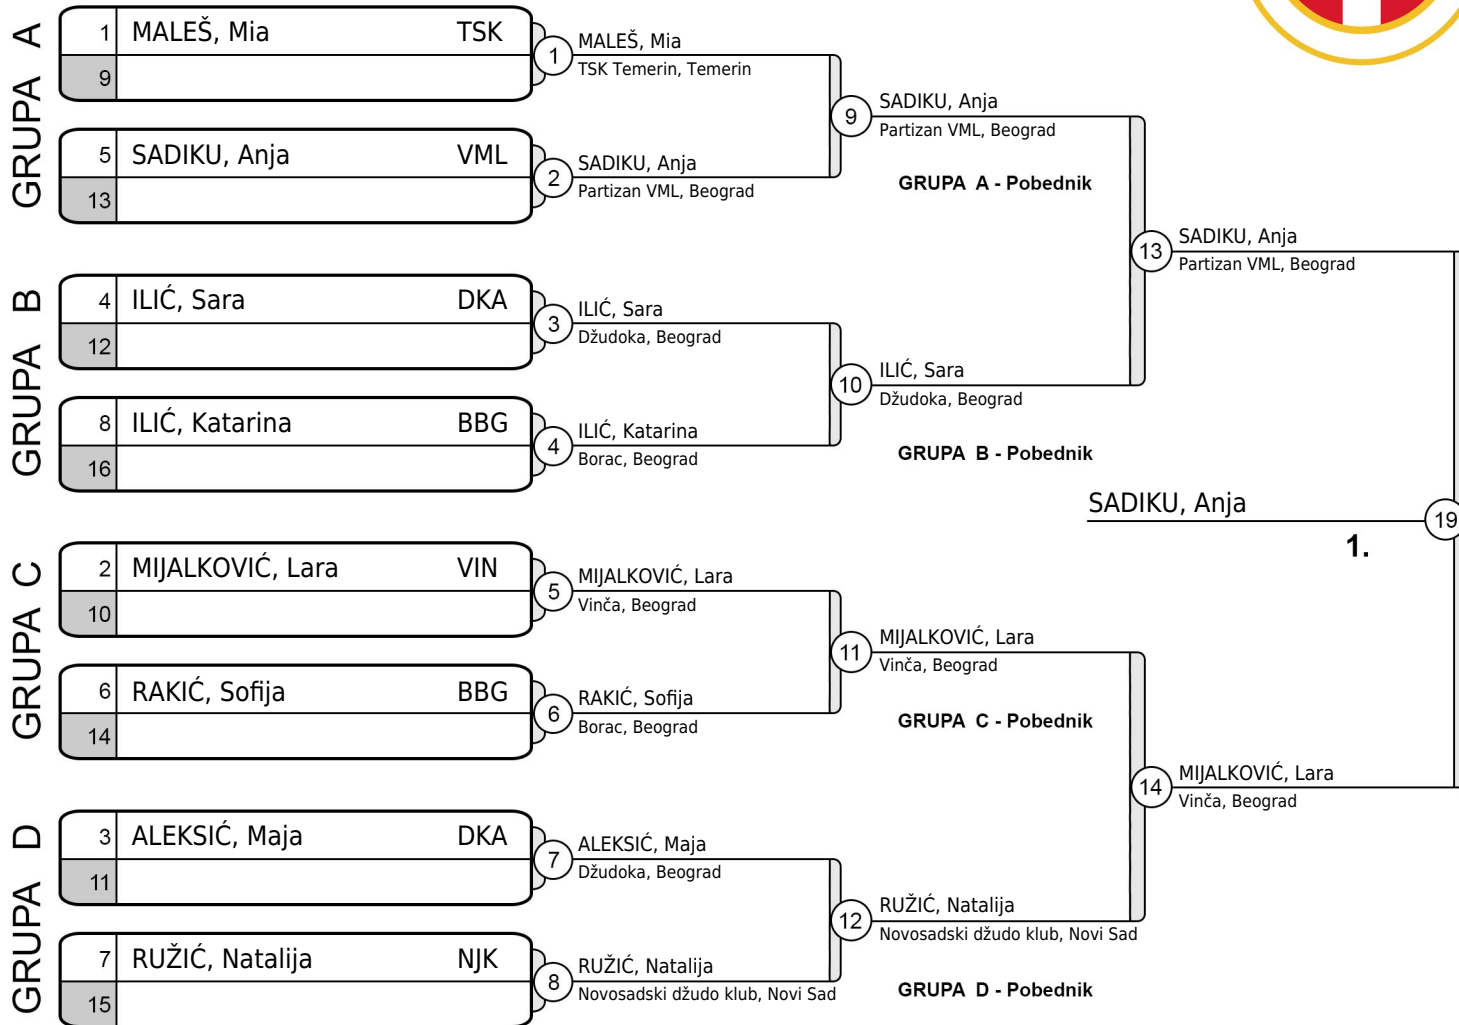 GRUPA A
1 MALEŠ, Mia TSK
9
5 SADIKU, Anja VML
13
GRUPA B
4 ILIĆ, Sara DKA
12
8 ILIĆ, Katarina BBG
16
GRUPA C
2 MIJALKOVIĆ, Lara VIN
10
6 RAKIĆ, Sofija BBG
14
GRUPA D
3 ALEKSIĆ, Maja DKA
11
7 RUŽIĆ, Natalija NJK
15
1 MALEŠ, Mia
TSK Temerin, Temerin
2 SADIKU, Anja
Partizan VML, Beograd
3 ILIĆ, Sara
Džudoka, Beograd
4 ILIĆ, Katarina
Borac, Beograd
5 MIJALKOVIĆ, Lara
Vinča, Beograd
6 RAKIĆ, Sofija
Borac, Beograd
7 ALEKSIĆ, Maja
Džudoka, Beograd
8 RUŽIĆ, Natalija
Novosadski džudo klub, Novi Sad
9 SADIKU, Anja
Partizan VML, Beograd
GRUPA A - Pobednik
10 ILIĆ, Sara
Džudoka, Beograd
GRUPA B - Pobednik
11 MIJALKOVIĆ, Lara
Vinča, Beograd
GRUPA C - Pobednik
12 RUŽIĆ, Natalija
Novosadski džudo klub, Novi Sad
GRUPA D - Pobednik
13 SADIKU, Anja
Partizan VML, Beograd
14 MIJALKOVIĆ, Lara
Vinča, Beograd
SADIKU, Anja 19
1.